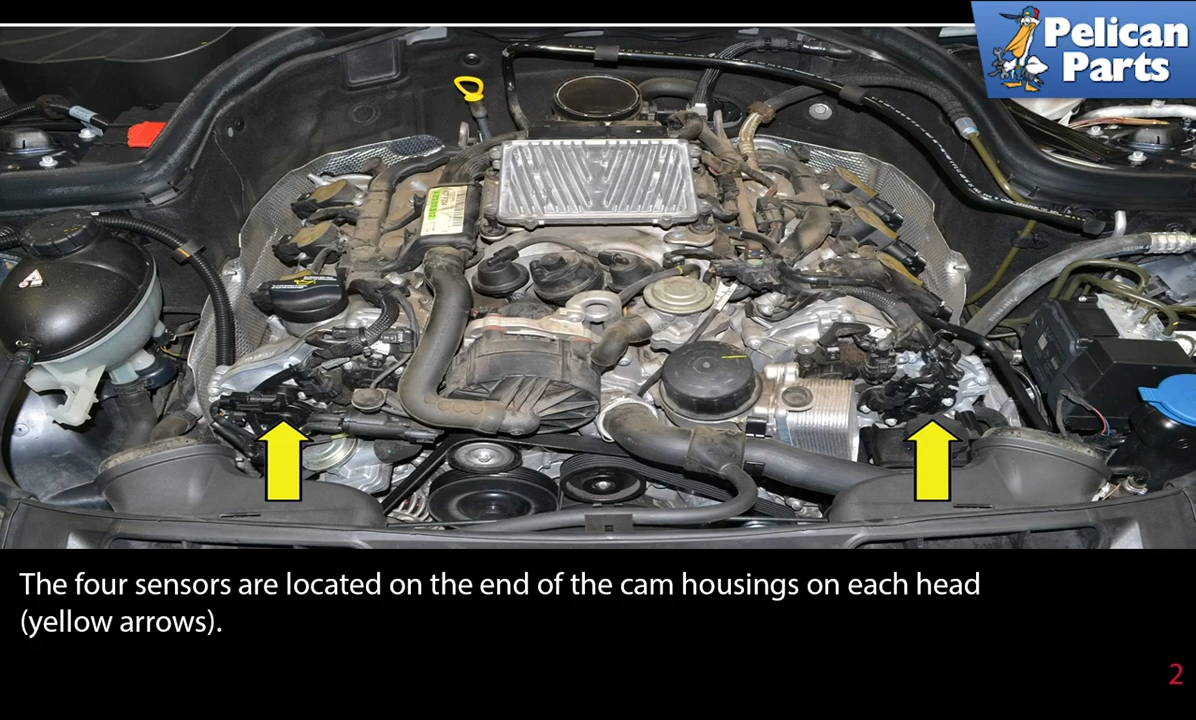 Pelican
Parts
The four sensors are located on the end of the cam housings on each head
(yellow arrows).
2